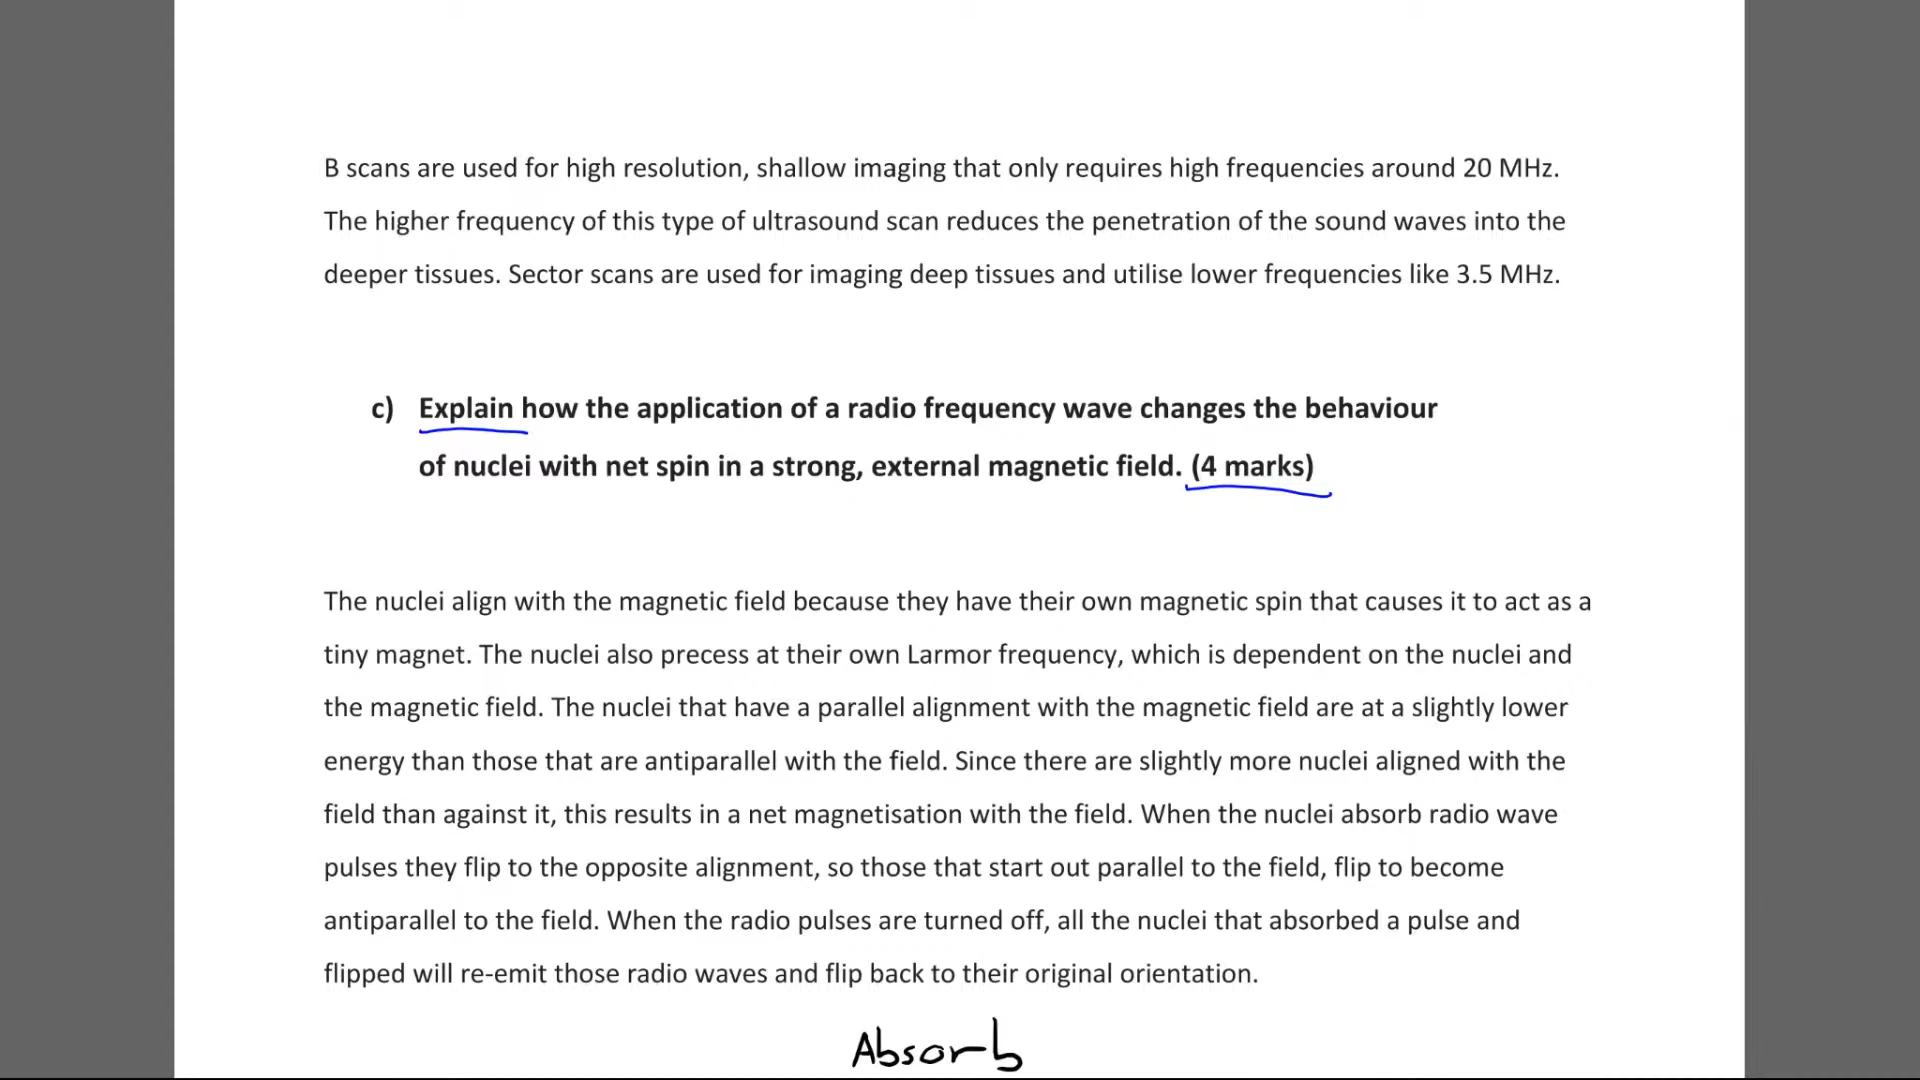 B scans are used for high resolution, shallow imaging that only requires high frequencies around 20 MHz.
The higher frequency of this type of ultrasound scan reduces the penetration of the sound waves into the
deeper tissues. Sector scans are used for imaging deep tissues and utilise lower frequencies like 3.5 MHz.
c) Explain how the application of a radio frequency wave changes the behaviour
of nuclei with net spin in a strong, external magnetic field. (4 marks)
The nuclei align with the magnetic field because they have their own magnetic spin that causes it to act as a
tiny magnet. The nuclei also precess at their own Larmor frequency, which is dependent on the nuclei and
the magnetic field. The nuclei that have a parallel alignment with the magnetic field are at a slightly lower
energy than those that are antiparallel with the field. Since there are slightly more nuclei aligned with the
field than against it, this results in a net magnetisation with the field. When the nuclei absorb radio wave
pulses they flip to the opposite alignment, so those that start out parallel to the field, flip to become
antiparallel to the field. When the radio pulses are turned off, all the nuclei that absorbed a pulse and
flipped will re-emit those radio waves and flip back to their original orientation.
Absorb